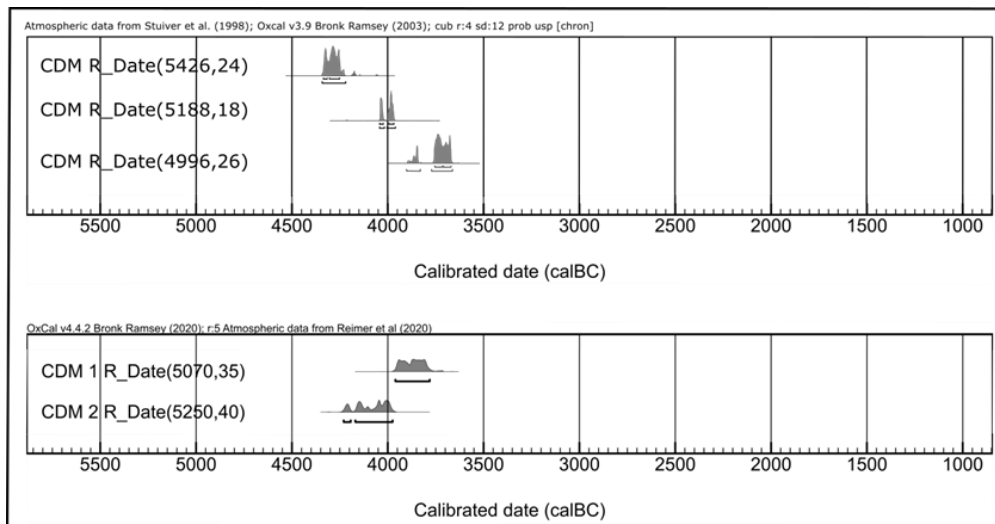 Atmospheric data from Stuiver et al. (1998); Oxcal v3.9 Bronk Ramsey (2003); cub r:4 sd:12 prob usp [chron]
CDM R_Date(5426,24)
CDM R_Date(5188,18)
CDM R_Date(4996,26)
5500 5000 4500 4000 3500 3000 2500 2000 1500 1000
Calibrated date (calBC)
OxCal v4.4.2 Bronk Ramsey (2020); r:5 Atmospheric data from Reimer et al (2020)
CDM 1 R_Date(5070,35)
CDM 2 R_Date(5250,40)
5500 5000 4500 4000 3500 3000 2500 2000 1500 1000
Calibrated date (calBC)